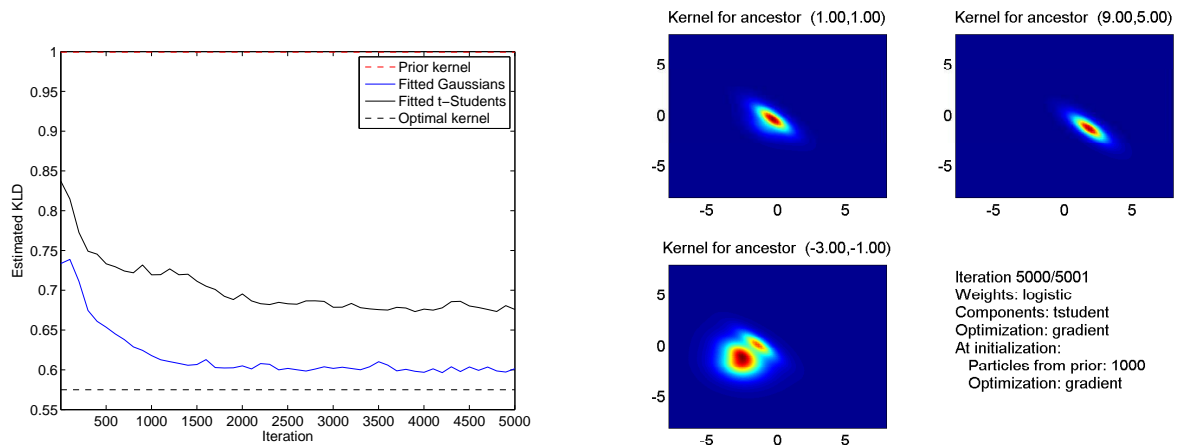 1
0.95
0.9
0.85
0.8
0.75
0.7
0.65
0.6
0.55
Estimated KLD
500 1000 1500 2000 2500 3000 3500 4000 4500 5000
Iteration
Prior kernel
Fitted Gaussians
Fitted t-Students
Optimal kernel
Kernel for ancestor (1.00,1.00)
5
0
-5
-5 0 5
Kernel for ancestor (9.00,5.00)
5
0
-5
-5 0 5
Kernel for ancestor (-3.00,-1.00)
5
0
-5
-5 0 5
Iteration 5000/5001
Weights: logistic
Components: tstudent
Optimization: gradient
At initialization:
Particles from prior: 1000
Optimization: gradient